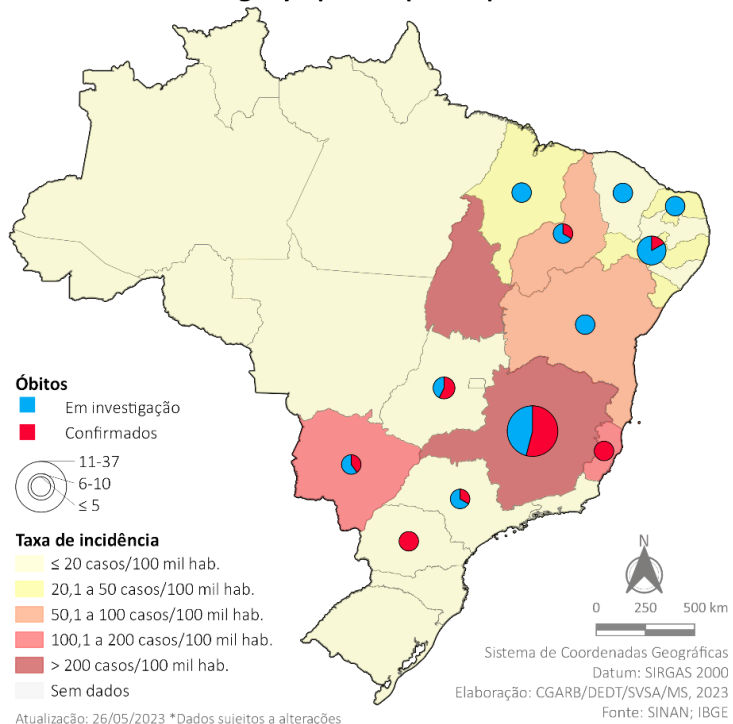 Óbitos
Em investigação
Confirmados
11-37
6-10
≤ 5
Taxa de incidência
≤ 20 casos/100 mil hab.
20,1 a 50 casos/100 mil hab.
50,1 a 100 casos/100 mil hab.
100,1 a 200 casos/100 mil hab.
> 200 casos/100 mil hab.
Sem dados
Atualização: 26/05/2023 *Dados sujeitos a alterações
N
0 250 500 km
Sistema de Coordenadas Geográficas
Datum: SIRGAS 2000
Elaboração: CGARB/DEDT/SVSA/MS, 2023
Fonte: SINAN; IBGE